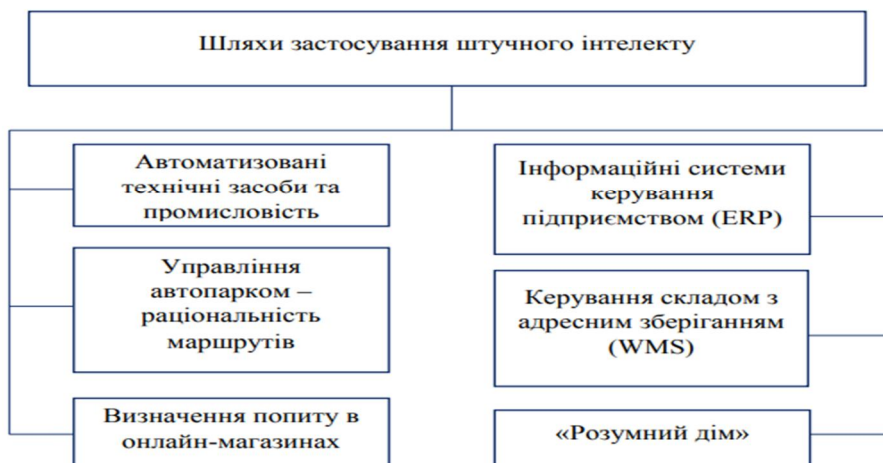 Шляхи застосування штучного інтелекту
Автоматизовані
технічні засоби та
промисловість
Управління
автопарком –
раціональність
маршрутів
Визначення попиту в
онлайн-магазинах
Інформаційні системи
керування
підприємством (ERP)
Керування складом з
адресним зберіганням
(WMS)
«Розумний дім»